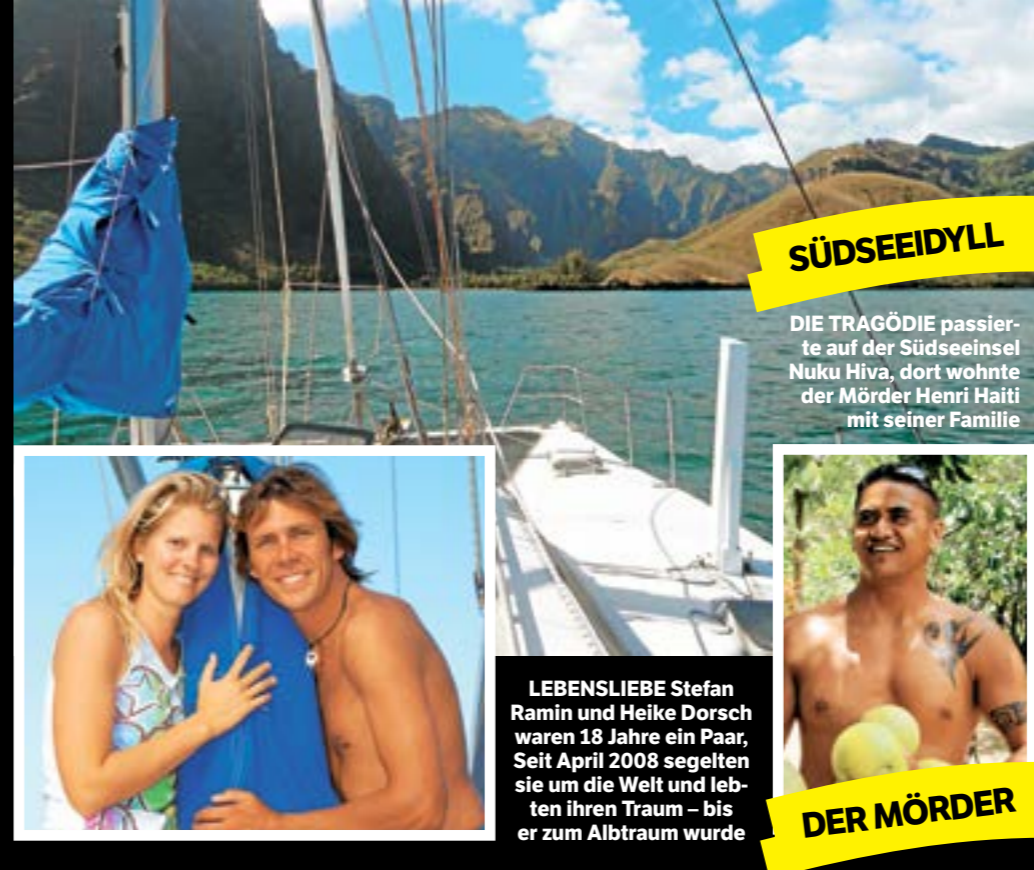 SÜDSEEIDYLL
DIE TRAGÖDIE passier-
te auf der Südseeinsel
Nuku Hiva, dort wohnte
der Mörder Henri Haiti
mit seiner Familie
LEBENSLIEBE Stefan
Ramin und Heike Dorsch
waren 18 Jahre ein Paar,
Seit April 2008 segelten
sie um die Welt und leb-
ten ihren Traum – bis
er zum Albtraum wurde
DER MÖRDER